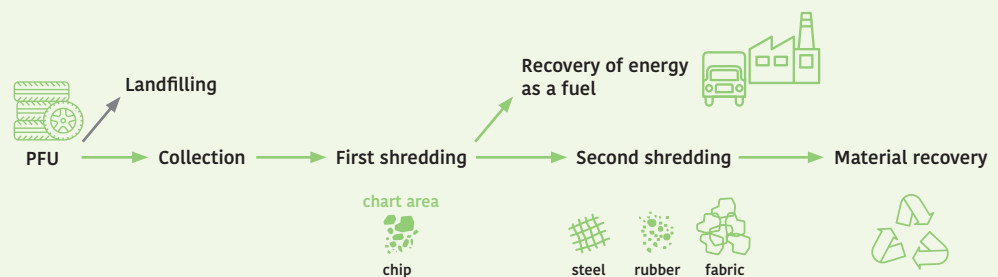 Recovery of energy
as a fuel
Landfilling
PFU
Collection
First shredding
Second shredding
Material recovery
chart area
chip
steel
rubber
fabric